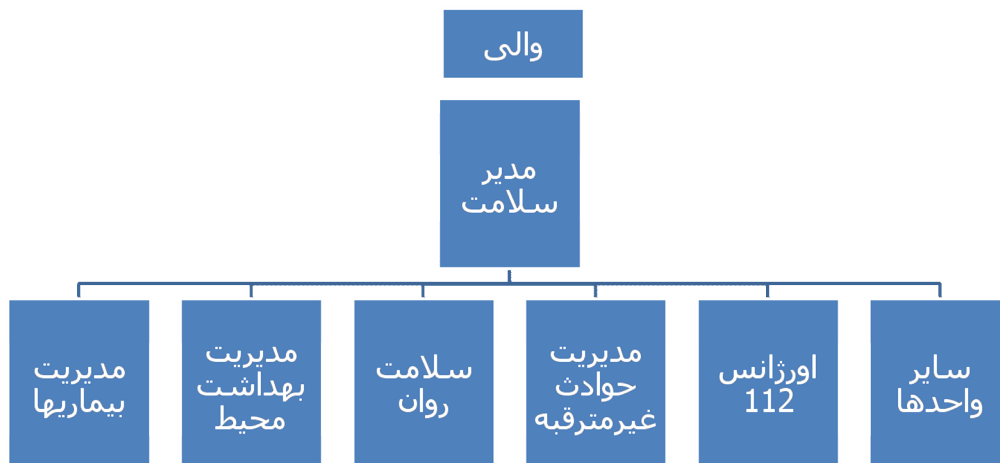 والی
مدیر
سلامت
سایر
واحدها
اورژانس
112
مدیریت
حوادث
غیرمترقبه
سلامت
روان
مدیریت
بهداشت
محیط
مدیریت
بیماریها